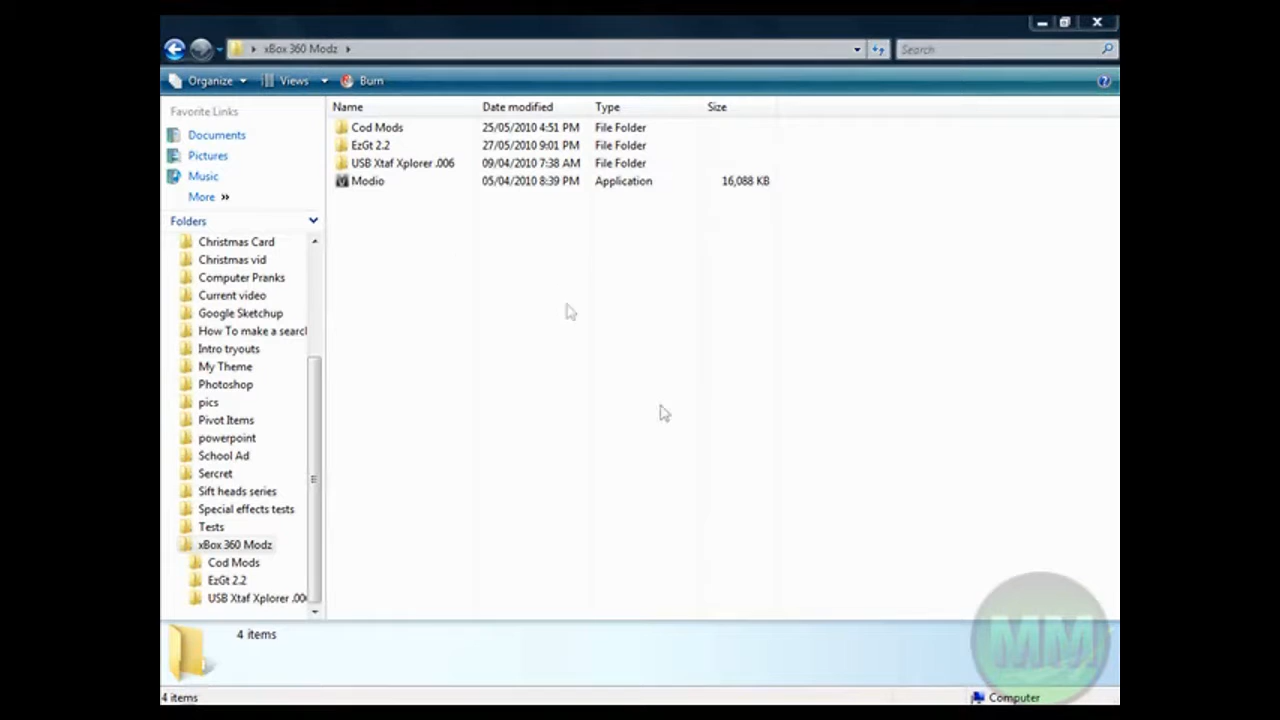 xBox 360 Modz
Search
Organize Views Burn
Favorite Links
Documents
Pictures
Music
More »
Folders
Christmas Card
Christmas vid
Computer Pranks
Current video
Google Sketchup
How To make a searcl
Intro tryouts
My Theme
Photoshop
pics
Pivot Items
powerpoint
School Ad
Sercret
Sift heads series
Special effects tests
Tests
xBox 360 Modz
Cod Mods
EzGt 2.2
USB Xtaf Xplorer .00
Name Date modified Type Size
Cod Mods 25/05/2010 4:51 PM File Folder
EzGt 2.2 27/05/2010 9:01 PM File Folder
USB Xtaf Xplorer .006 09/04/2010 7:38 AM File Folder
Modio 05/04/2010 8:39 PM Application 16,088 KB
4 items
MM
4 items Computer